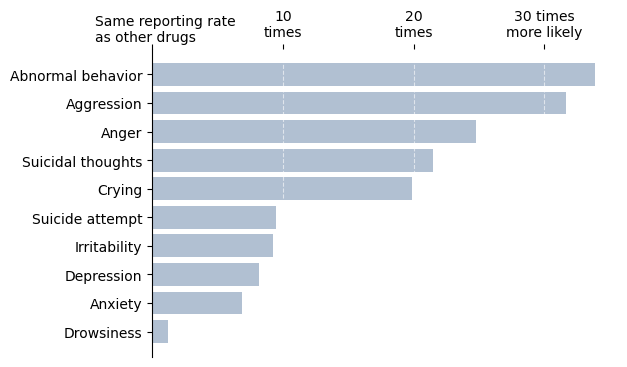 Same reporting rate
as other drugs
10
times
20
times
30 times
more likely
Abnormal behavior
Aggression
Anger
Suicidal thoughts
Crying
Suicide attempt
Irritability
Depression
Anxiety
Drowsiness